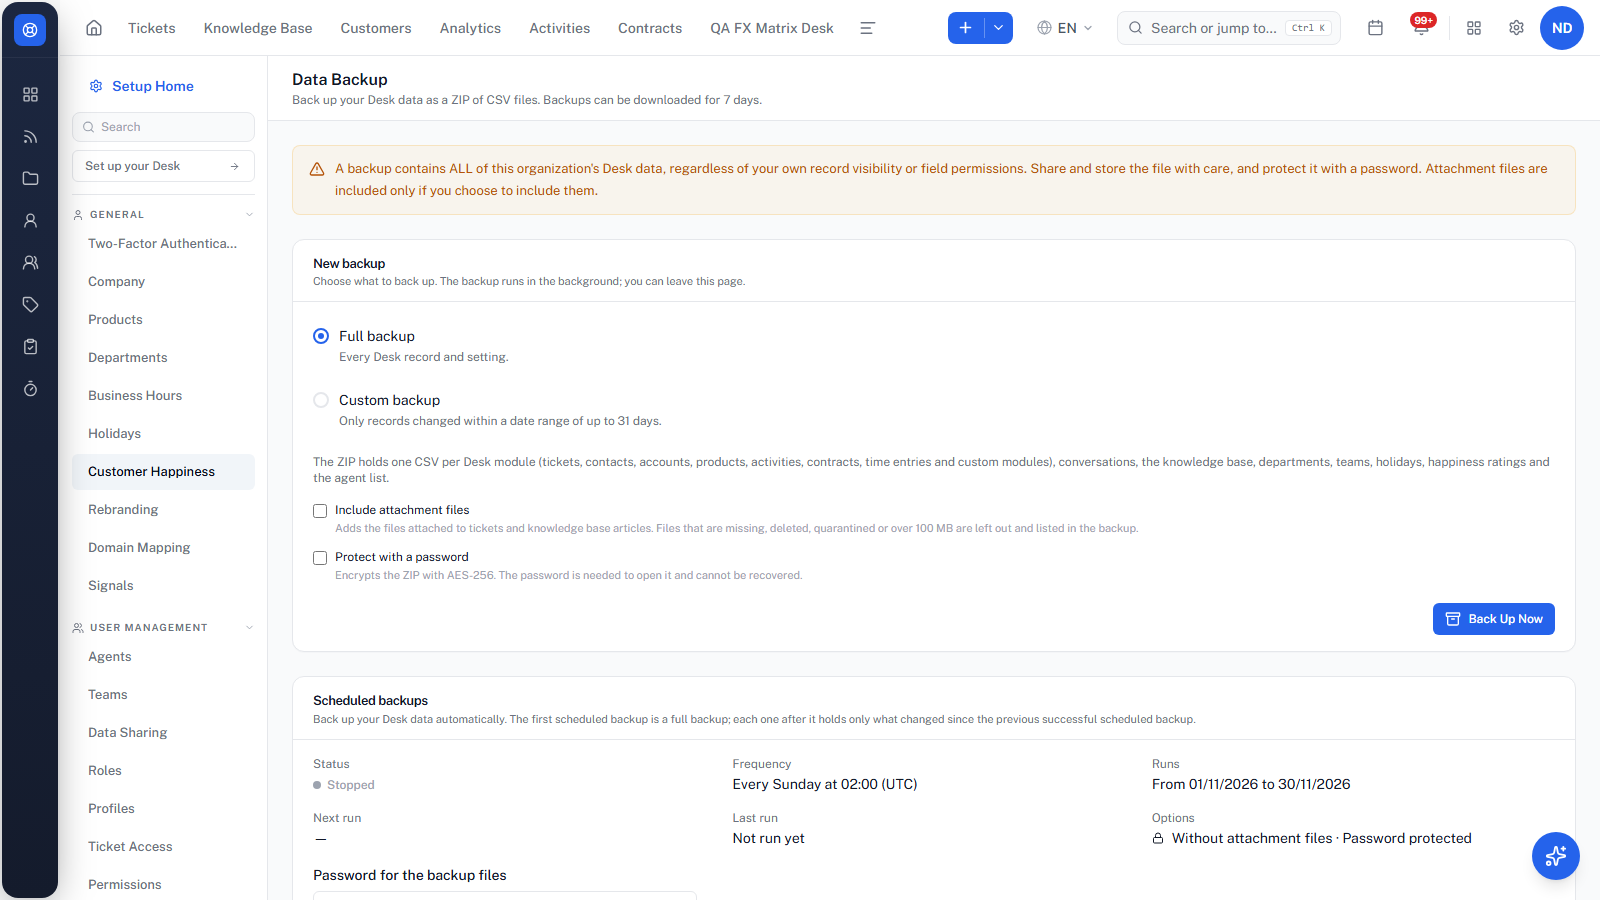 Tickets
Knowledge Base
Customers
Analytics
Activities
Contracts
QA FX Matrix Desk
EN
Search or jump to...
Ctrl K
99+
ND
Setup Home
Search
Set up your Desk
GENERAL
Two-Factor Authentica...
Company
Products
Departments
Business Hours
Holidays
Customer Happiness
Rebranding
Domain Mapping
Signals
USER MANAGEMENT
Agents
Teams
Data Sharing
Roles
Profiles
Ticket Access
Permissions
Data Backup
Back up your Desk data as a ZIP of CSV files. Backups can be downloaded for 7 days.
A backup contains ALL of this organization's Desk data, regardless of your own record visibility or field permissions. Share and store the file with care, and protect it with a password. Attachment files are
included only if you choose to include them.
New backup
Choose what to back up. The backup runs in the background; you can leave this page.
Full backup
Every Desk record and setting.
Custom backup
Only records changed within a date range of up to 31 days.
The ZIP holds one CSV per Desk module (tickets, contacts, accounts, products, activities, contracts, time entries and custom modules), conversations, the knowledge base, departments, teams, holidays, happiness ratings and
the agent list.
Include attachment files
Adds the files attached to tickets and knowledge base articles. Files that are missing, deleted, quarantined or over 100 MB are left out and listed in the backup.
Protect with a password
Encrypts the ZIP with AES-256. The password is needed to open it and cannot be recovered.
Back Up Now
Scheduled backups
Back up your Desk data automatically. The first scheduled backup is a full backup; each one after it holds only what changed since the previous successful scheduled backup.
Status
Stopped
Frequency
Every Sunday at 02:00 (UTC)
Runs
From 01/11/2026 to 30/11/2026
Next run
—
Last run
Not run yet
Options
Without attachment files · Password protected
Password for the backup files